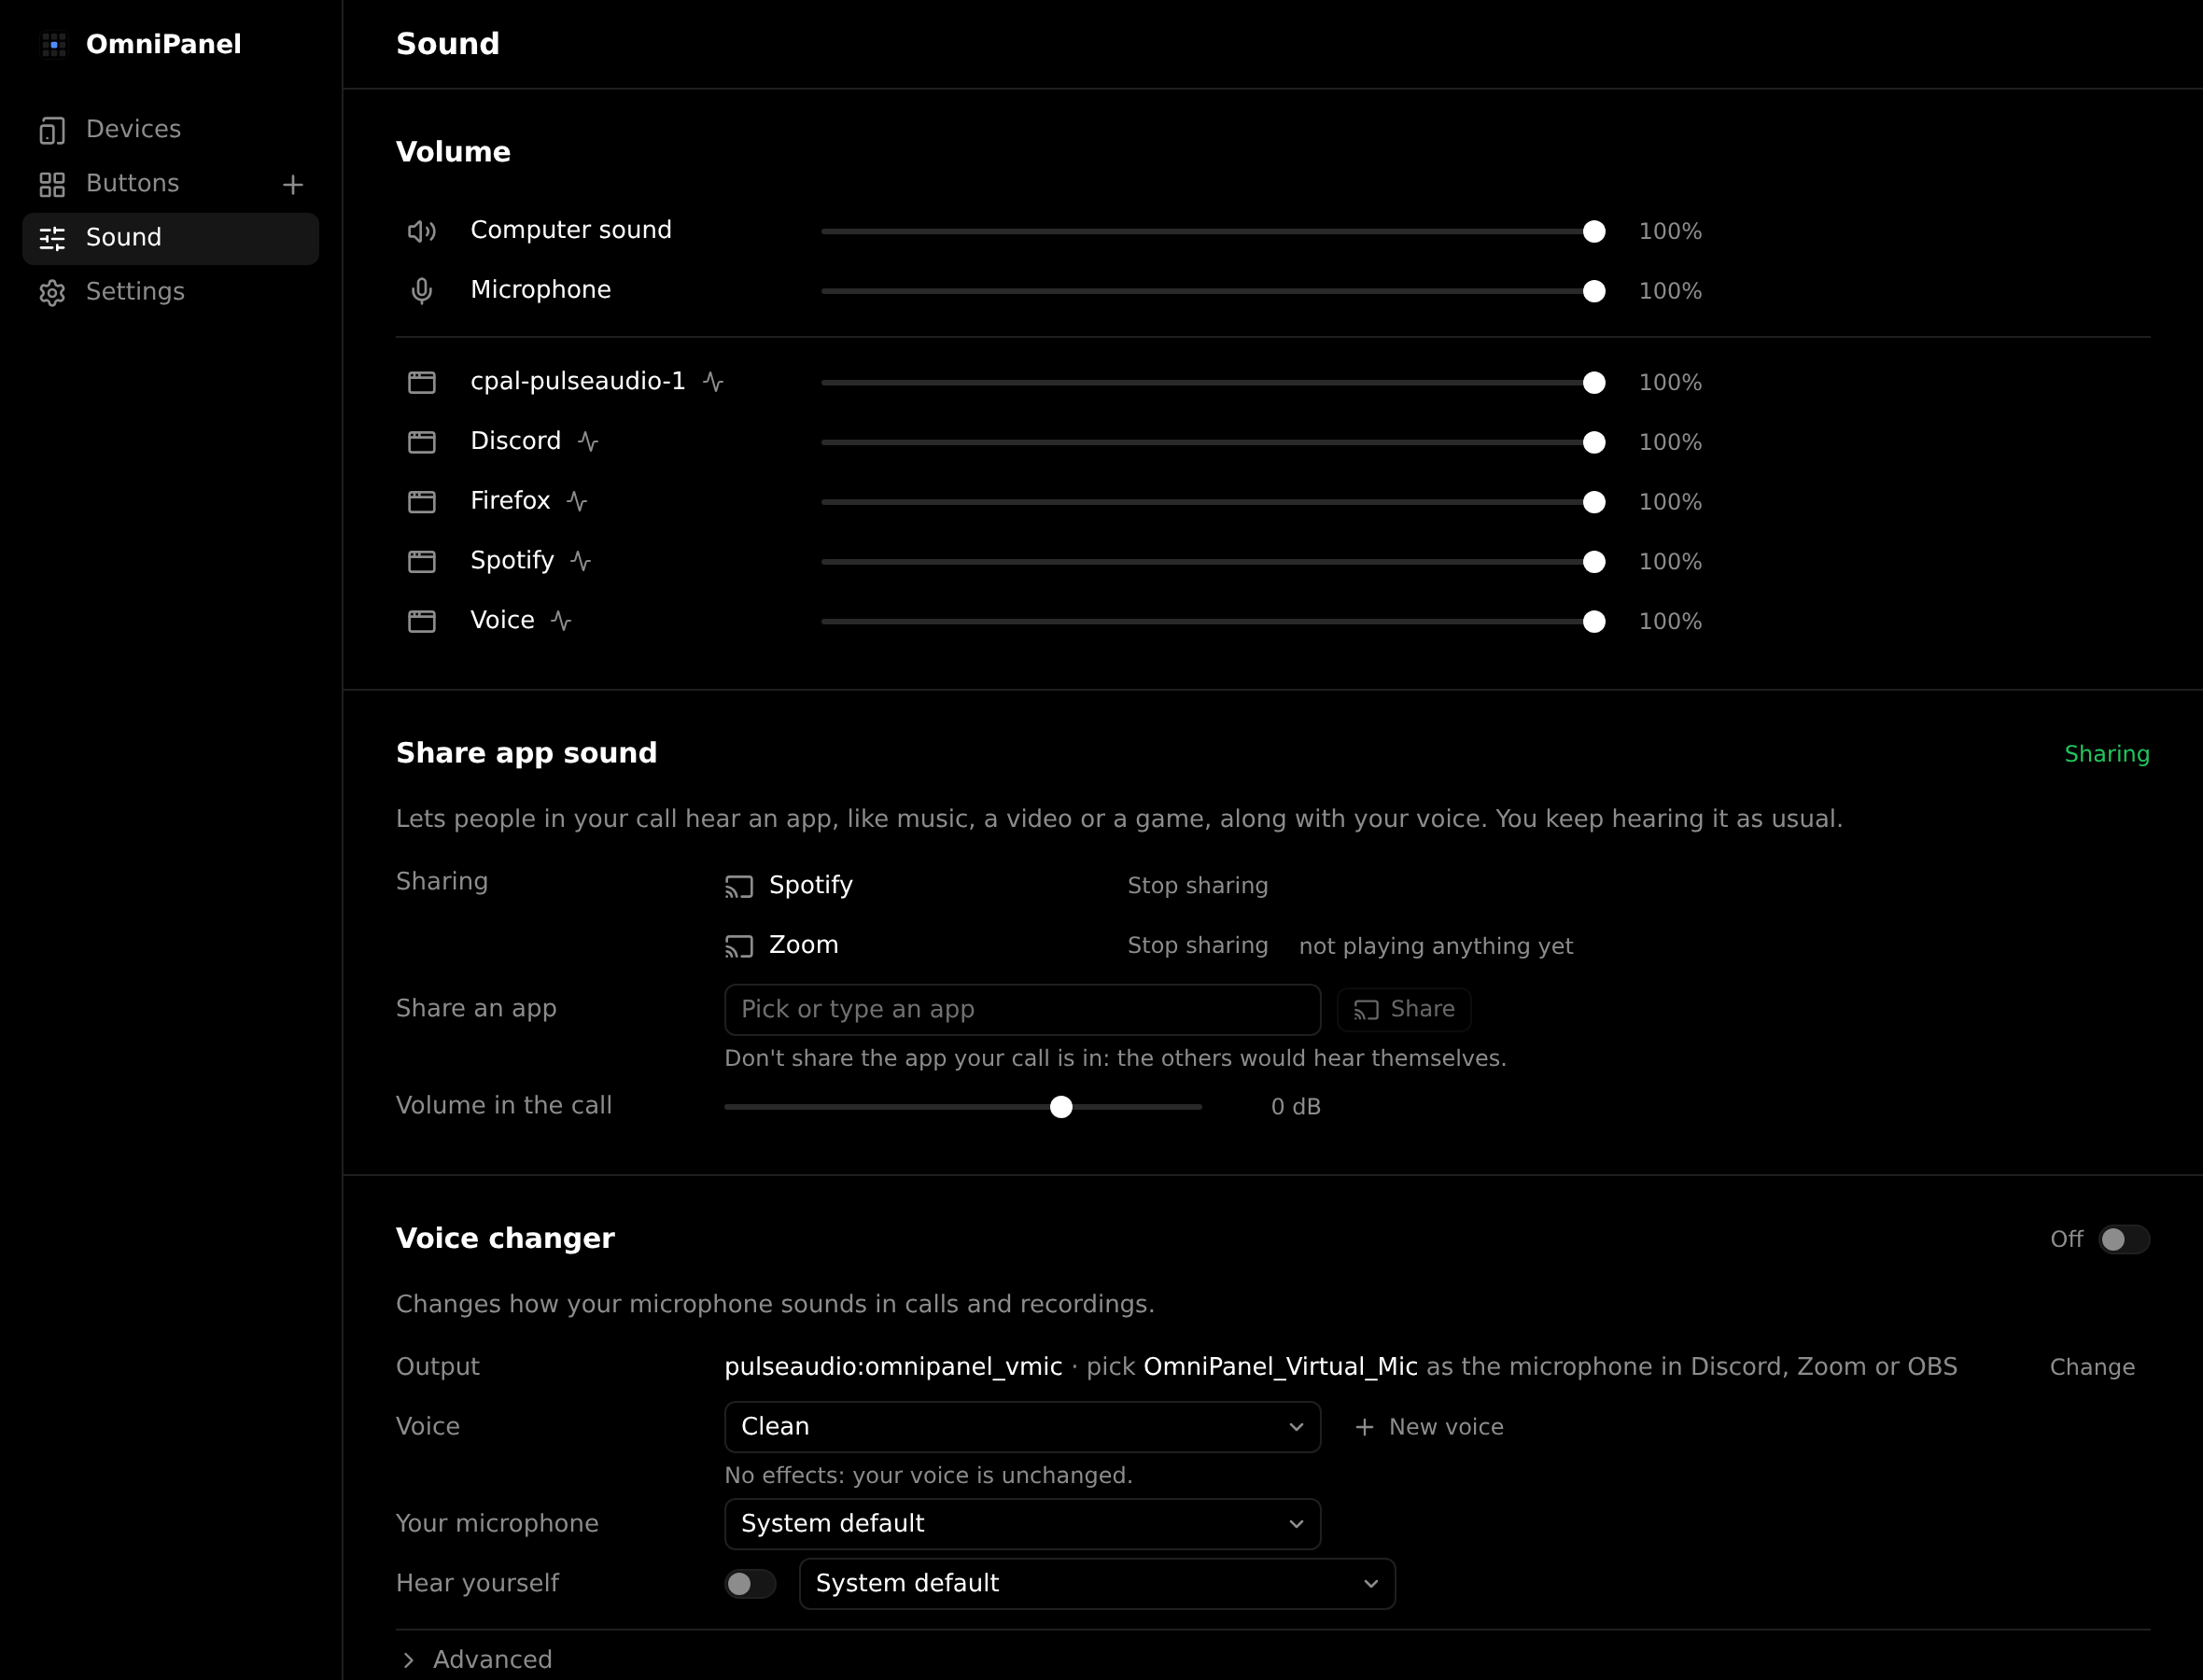 OmniPanel
Devices
Buttons
Sound
Settings
Sound
Volume
Computer sound 100%
Microphone 100%
cpal-pulseaudio-1 100%
Discord 100%
Firefox 100%
Spotify 100%
Voice 100%
Share app sound Sharing
Lets people in your call hear an app, like music, a video or a game, along with your voice. You keep hearing it as usual.
Sharing Spotify Stop sharing
Zoom Stop sharing not playing anything yet
Share an app Pick or type an app Share
Don't share the app your call is in: the others would hear themselves.
Volume in the call 0 dB
Voice changer Off
Changes how your microphone sounds in calls and recordings.
Output pulseaudio:omnipanel_vmic · pick OmniPanel_Virtual_Mic as the microphone in Discord, Zoom or OBS Change
Voice Clean New voice
No effects: your voice is unchanged.
Your microphone System default
Hear yourself System default
Advanced